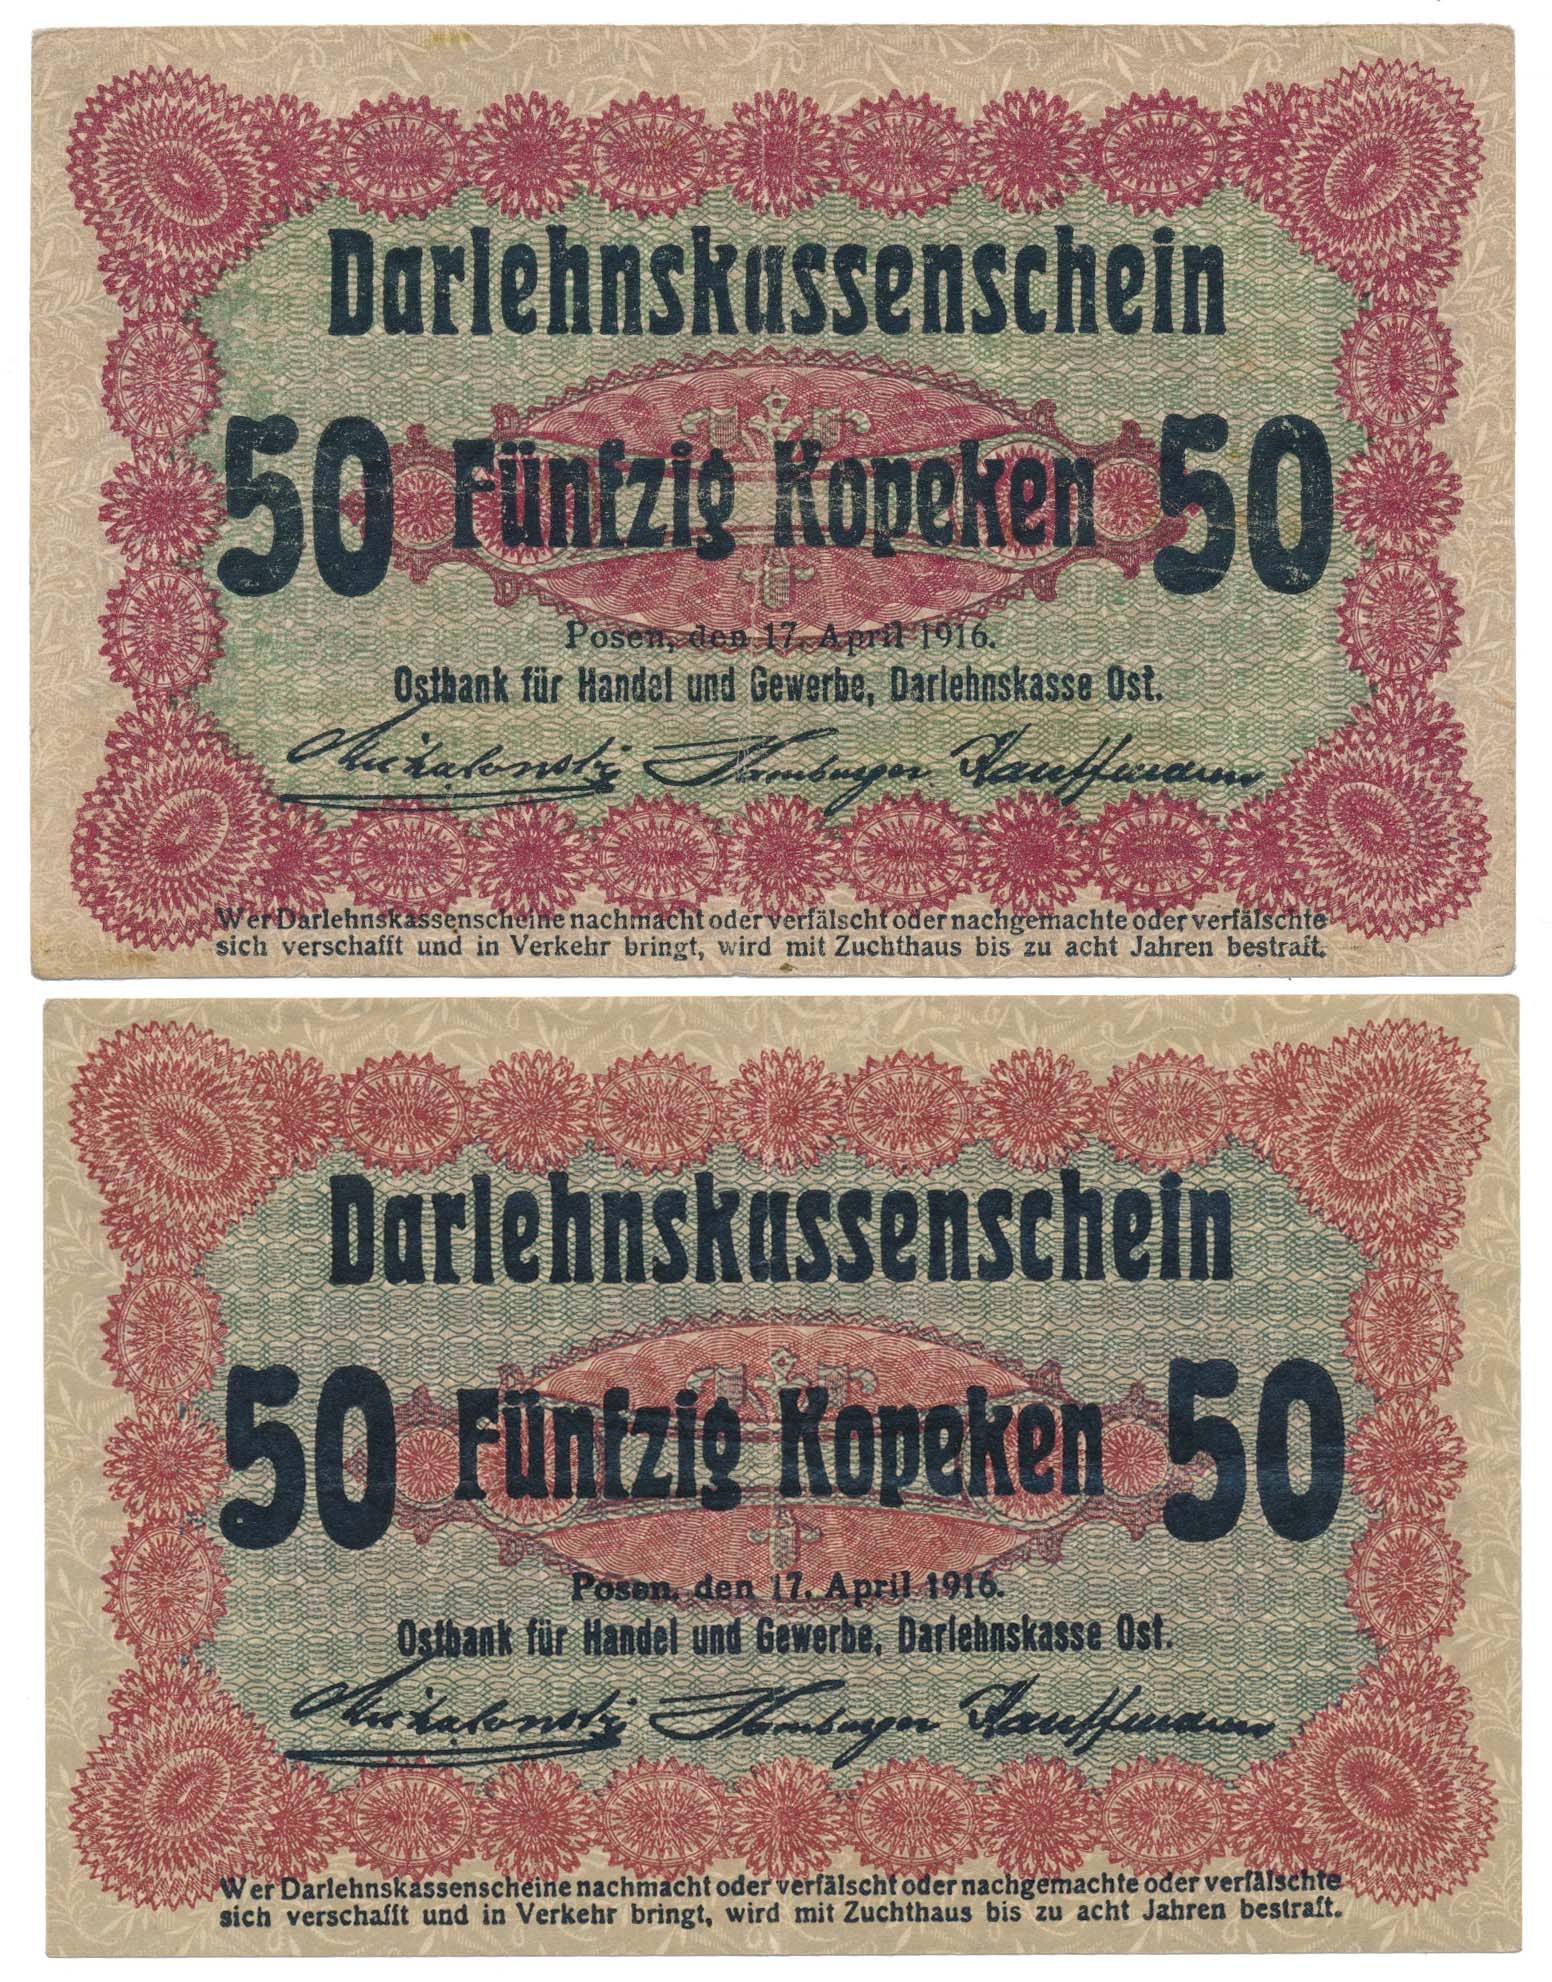 Darlehnskassenschein
50 Fünfzig Kopeken 50
Posen, den 17. April 1916.
Ostbank für Handel und Gewerbe, Darlehnskasse Ost.
Hamburger Kauffmann
Wer Darlehnskassenscheine nachmacht oder verfälscht oder nachgemachte oder verfälschte
sich verschafft und in Verkehr bringt, wird mit Zuchthaus bis zu acht Jahren bestraft.
Darlehnskassenschein
50 Fünfzig Kopeken 50
Posen, den 17. April 1916.
Ostbank für Handel und Gewerbe, Darlehnskasse Ost.
Hamburger Kauffmann
Wer Darlehnskassenscheine nachmacht oder verfälscht oder nachgemachte oder verfälschte
sich verschafft und in Verkehr bringt, wird mit Zuchthaus bis zu acht Jahren bestraft.